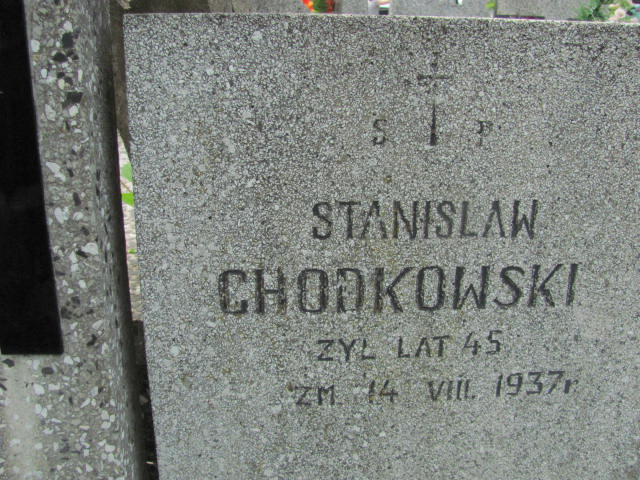 S P
STANISLAW
CHODKOWSKI
ZYL LAT 45
ZM. 14 VIII. 1937r